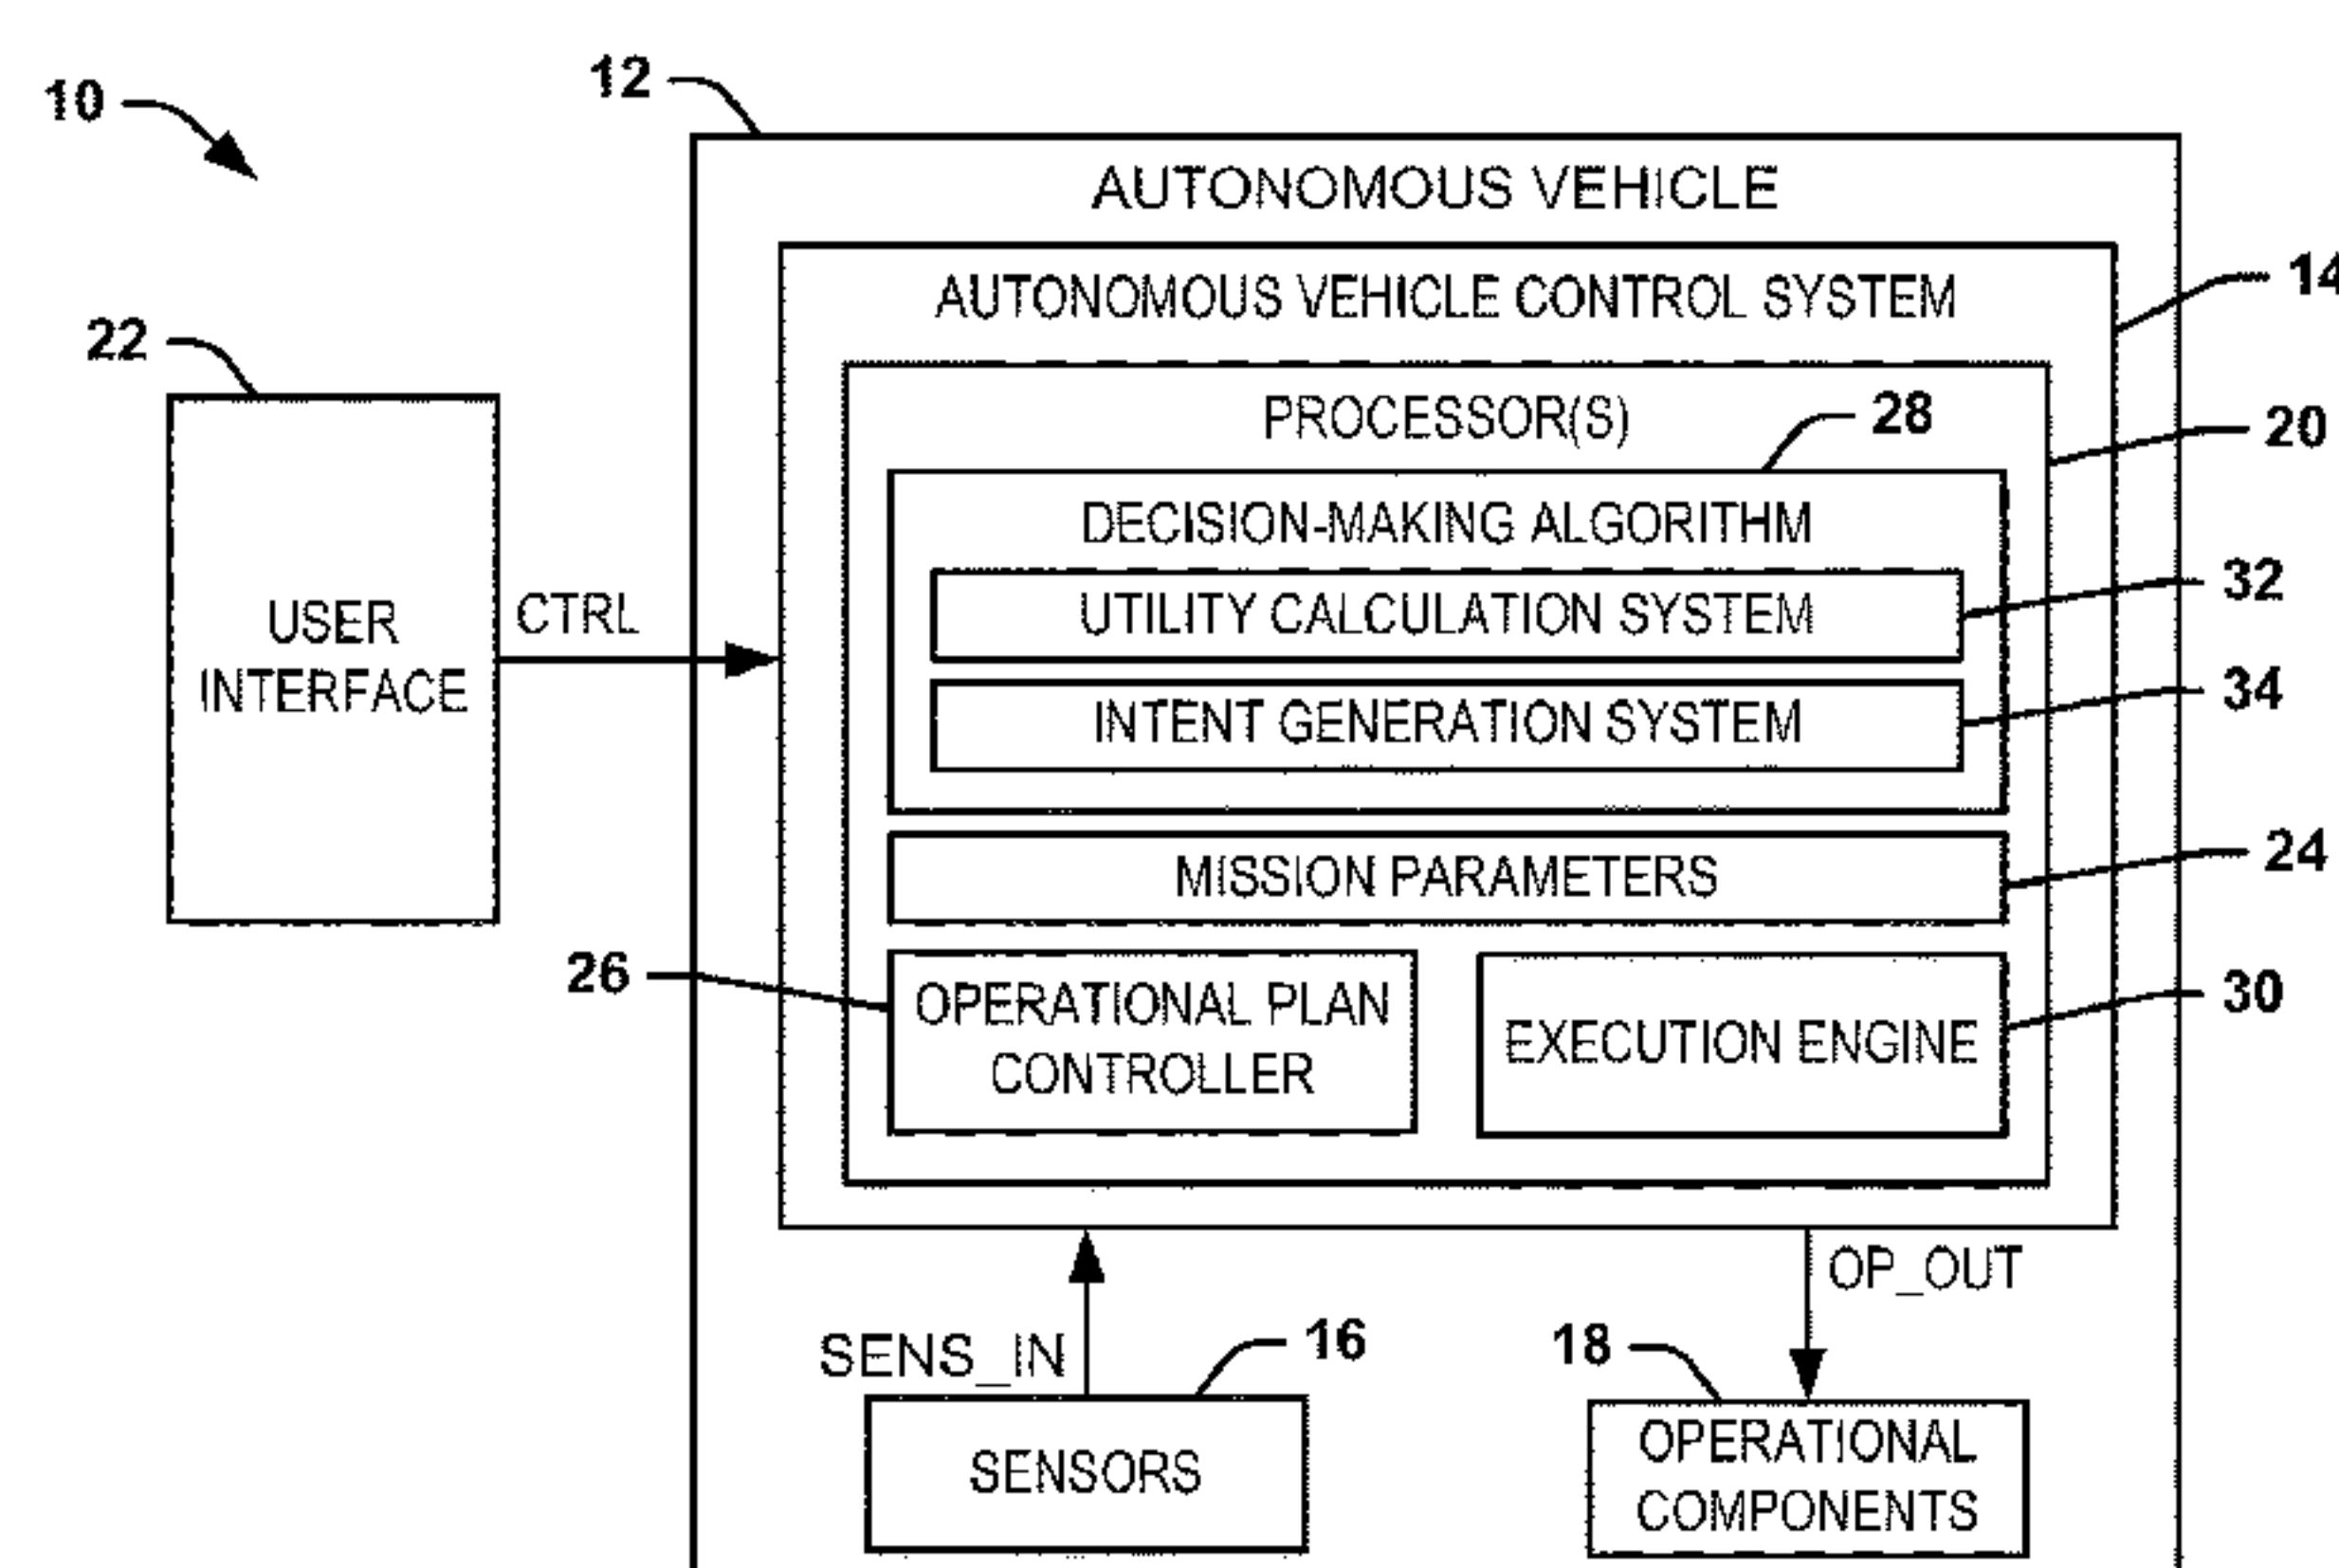 10
12
AUTONOMOUS VEHICLE
AUTONOMOUS VEHICLE CONTROL SYSTEM
14
22
PROCESSOR(S)
28
20
DECISION-MAKING ALGORITHM
USER
INTERFACE
CTRL
UTILITY CALCULATION SYSTEM
32
INTENT GENERATION SYSTEM
34
MISSION PARAMETERS
24
26
OPERATIONAL PLAN
CONTROLLER
EXECUTION ENGINE
30
OP_OUT
SENS_IN
16
18
SENSORS
OPERATIONAL
COMPONENTS